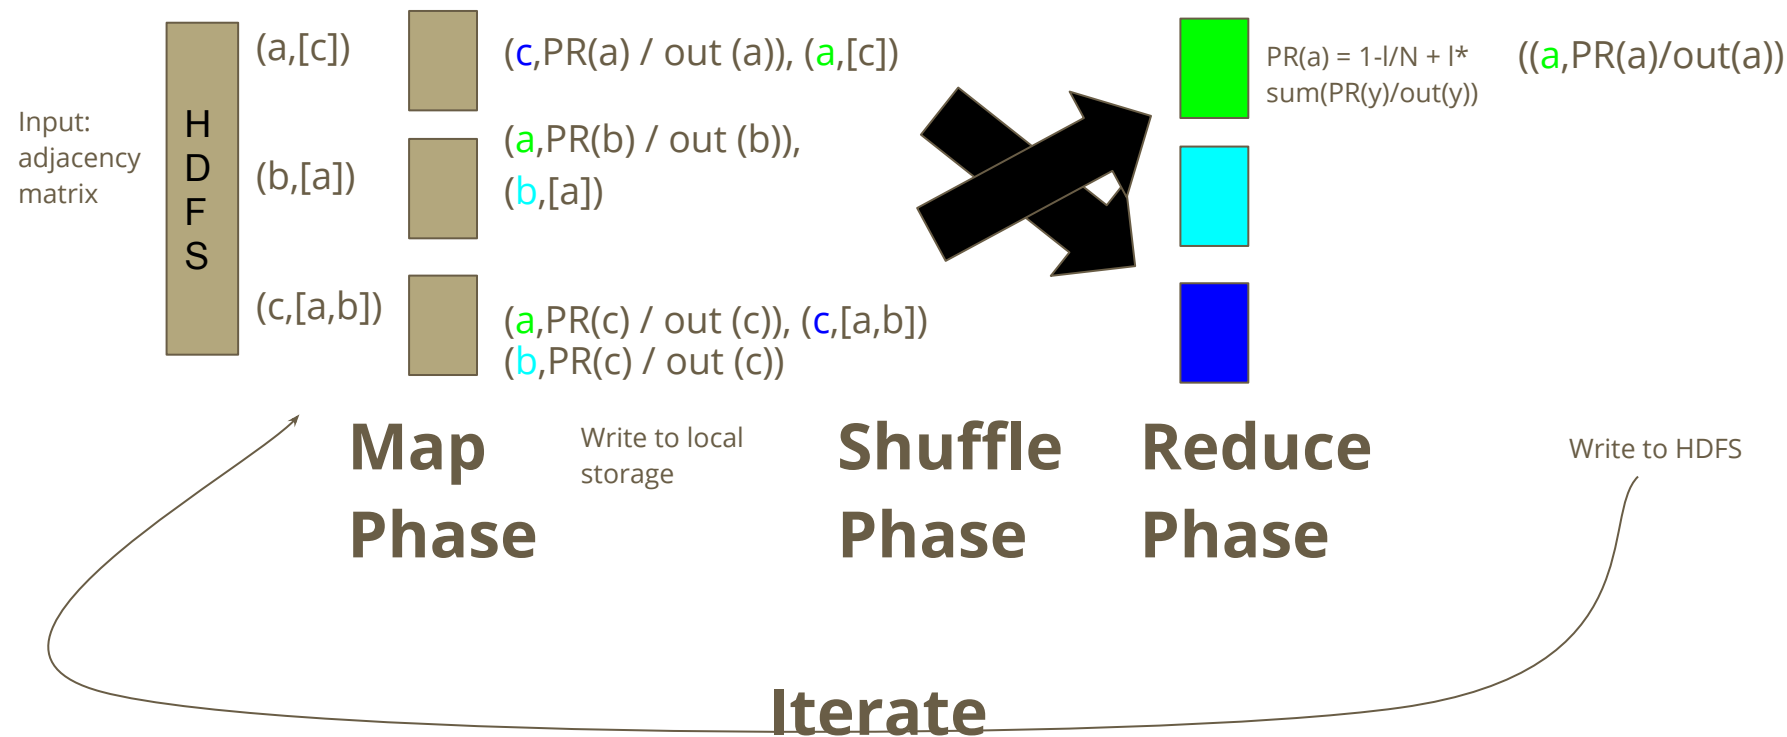 Input:
adjacency
matrix
H
D
F
S
(a,[c])
(b,[a])
(c,[a,b])
(c,PR(a) / out (a)), (a,[c])
(a,PR(b) / out (b)),
(b,[a])
(a,PR(c) / out (c)), (c,[a,b])
(b,PR(c) / out (c))
PR(a) = 1-l/N + l*
sum(PR(y)/out(y))
((a,PR(a)/out(a))
Map
Phase
Write to local
storage
Shuffle
Phase
Reduce
Phase
Write to HDFS
Iterate